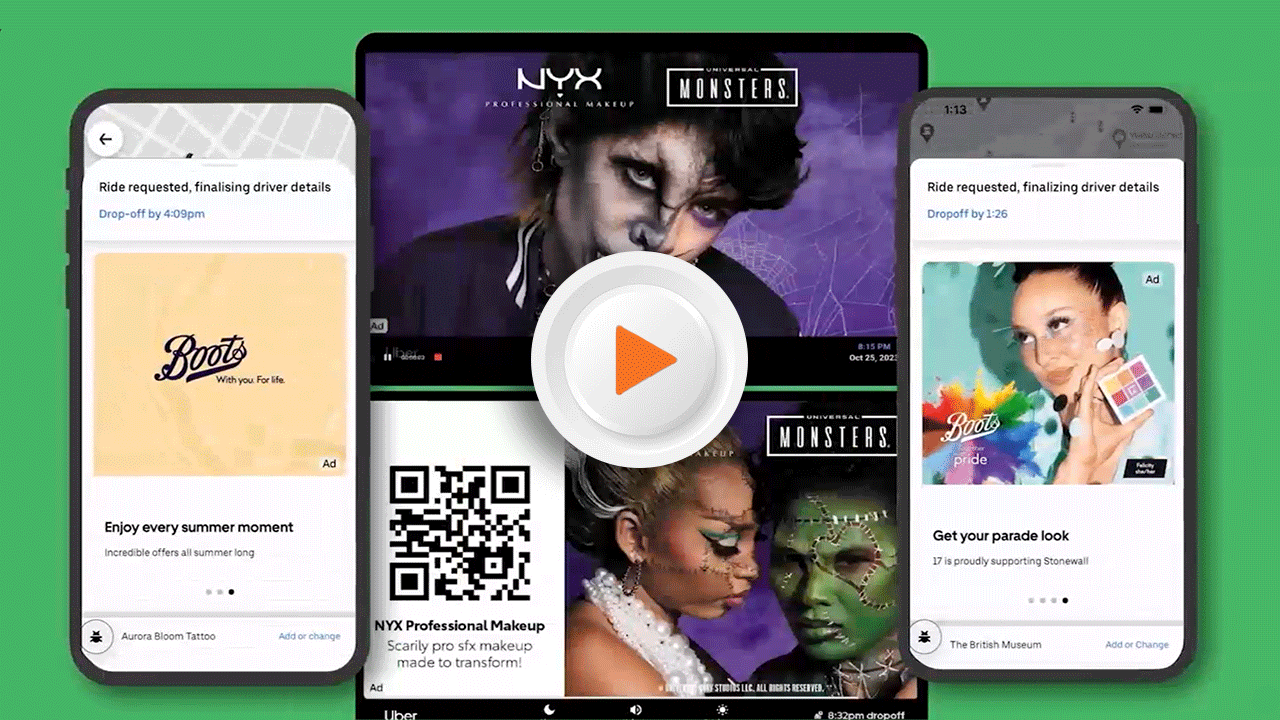 Ride requested, finalising driver details
Drop-off by 4:09pm
Boots
With you. For life.
Ad
Enjoy every summer moment
Incredible offers all summer long
Aurora Bloom Tattoo
Add or change
NYX
PROFESSIONAL MAKEUP
UNIVERSAL
MONSTERS.
Ad
Uber
8:15 PM
Oct 25, 2023
UNIVERSAL
MONSTERS.
NYX Professional Makeup
Scarily pro sfx makeup
made to transform!
Ad
STUDIOS LLC. ALL RIGHTS RESERVED.
Uber
8:32pm dropoff
1:13
Ride requested, finalizing driver details
Dropoff by 1:26
Ad
Boots
pride
Felicity
she/her
Get your parade look
17 is proudly supporting Stonewall
The British Museum
Add or Change